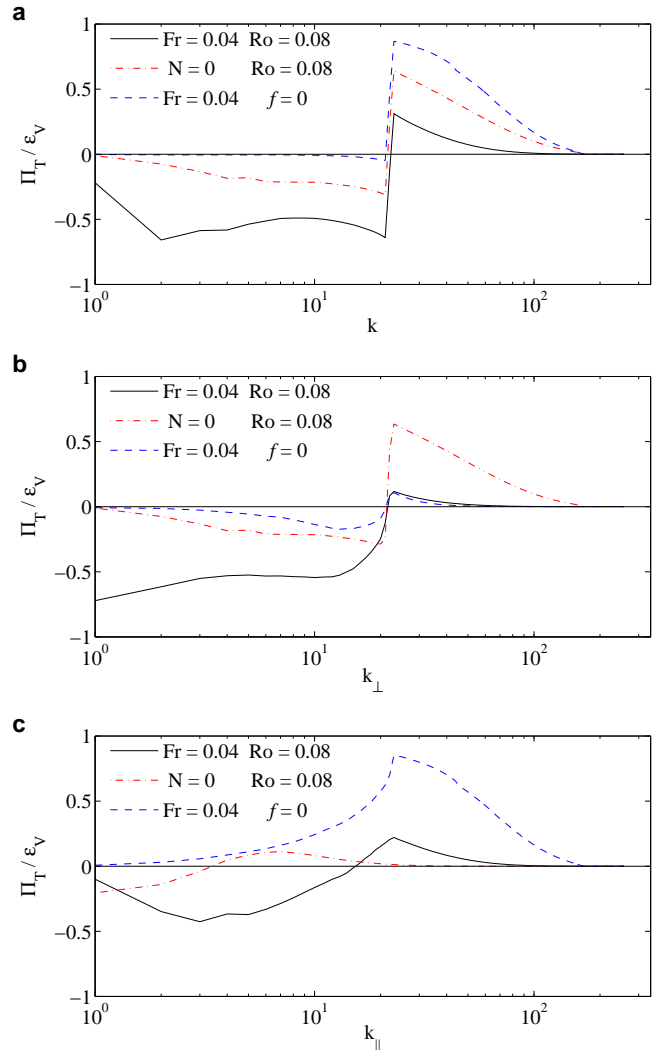 a
1
Fr = 0.04 Ro = 0.08
N = 0 Ro = 0.08
Fr = 0.04 f = 0
0.5
0
−0.5
−1
Π_T / ε_V
10^0 10^1 10^2
k
b
1
Fr = 0.04 Ro = 0.08
N = 0 Ro = 0.08
Fr = 0.04 f = 0
0.5
0
−0.5
−1
Π_T / ε_V
10^0 10^1 10^2
k_⊥
c
1
Fr = 0.04 Ro = 0.08
N = 0 Ro = 0.08
Fr = 0.04 f = 0
0.5
0
−0.5
−1
Π_T / ε_V
10^0 10^1 10^2
k_||